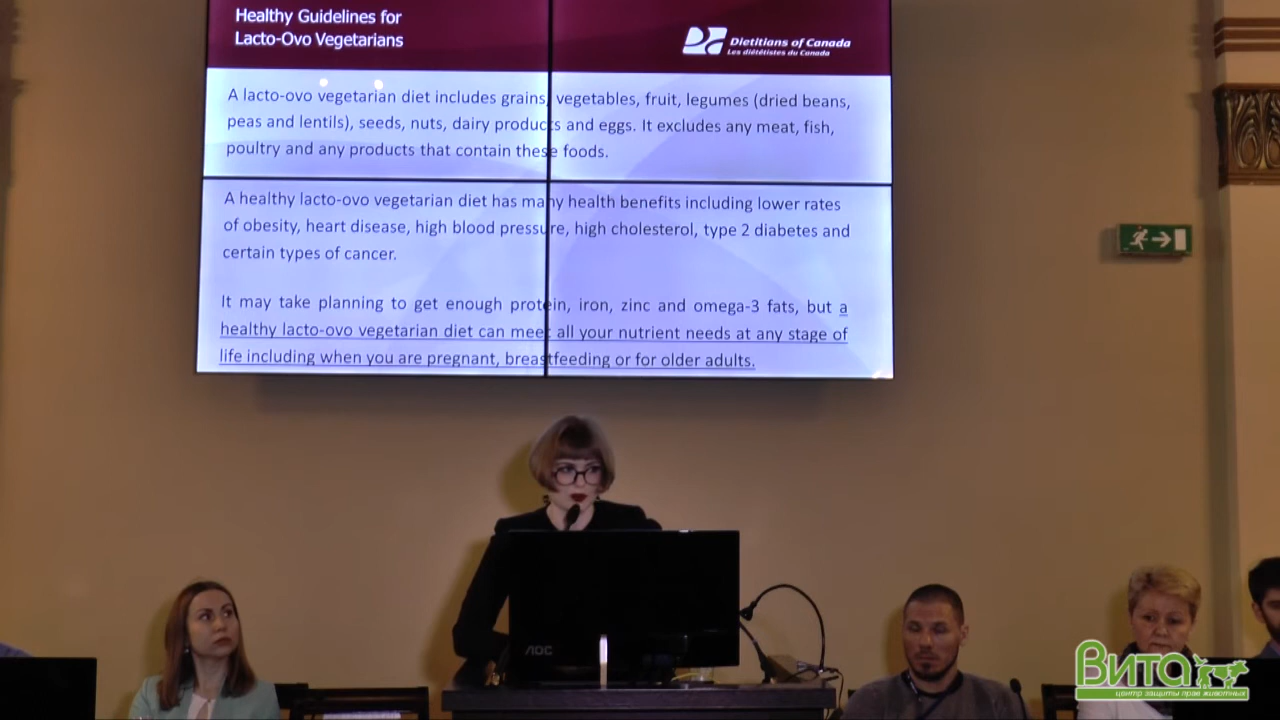 Healthy Guidelines for
Lacto-Ovo Vegetarians
Dietitians of Canada
Les diététistes du Canada
A lacto-ovo vegetarian diet includes grains, vegetables, fruit, legumes (dried beans,
peas and lentils), seeds, nuts, dairy products and eggs. It excludes any meat, fish,
poultry and any products that contain these foods.
A healthy lacto-ovo vegetarian diet has many health benefits including lower rates
of obesity, heart disease, high blood pressure, high cholesterol, type 2 diabetes and
certain types of cancer.
It may take planning to get enough protein, iron, zinc and omega-3 fats, but a
healthy lacto-ovo vegetarian diet can meet all your nutrient needs at any stage of
life including when you are pregnant, breastfeeding or for older adults.
AOC
Вита
центр защиты прав животных